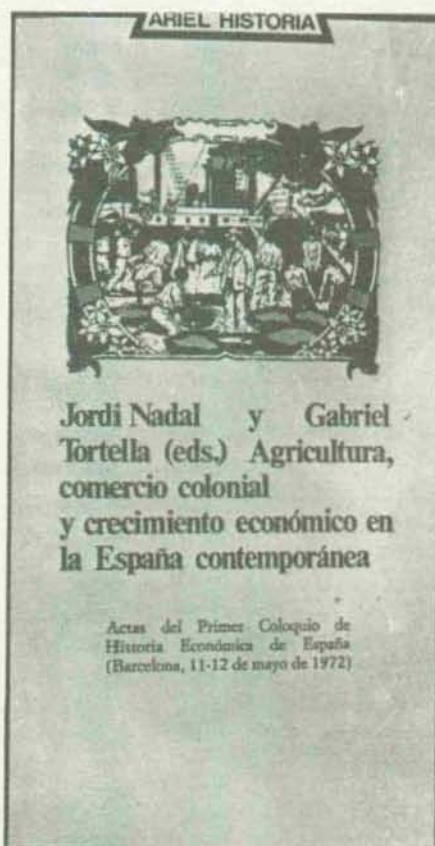 ARIEL HISTORIA
Jordi Nadal y Gabriel
Tortella (eds.) Agricultura,
comercio colonial
y crecimiento económico en
la España contemporánea
Actas del Primer Coloquio de
Historia Económica de España
(Barcelona, 11-12 de mayo de 1972)